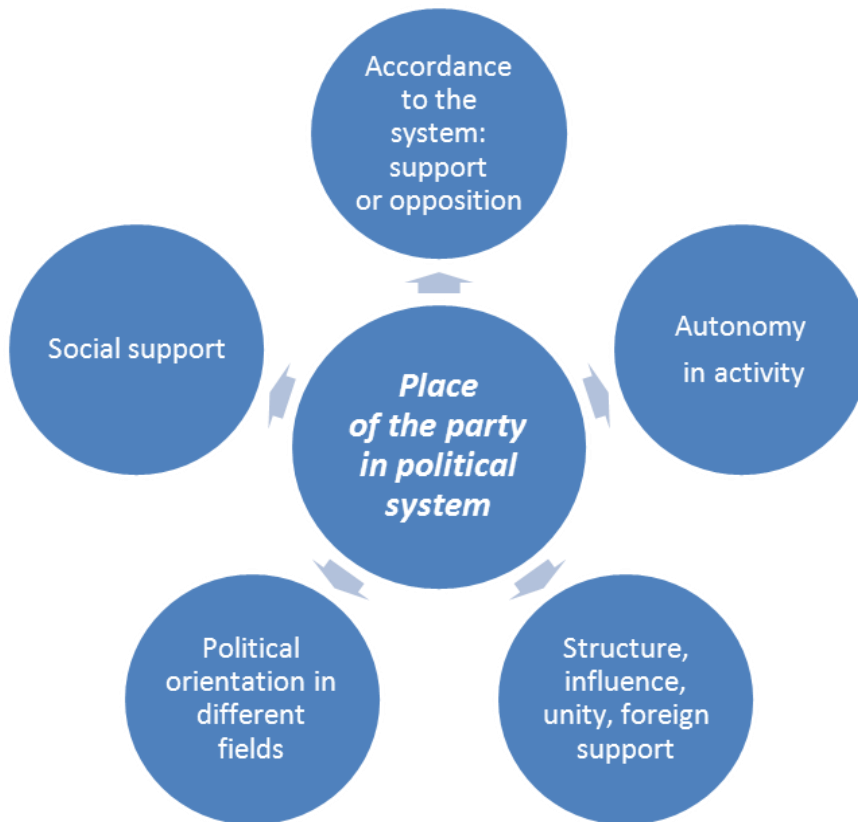 Accordance
to the
system:
support
or opposition
Social support
Autonomy
in activity
Place
of the party
in political
system
Political
orientation in
different
fields
Structure,
influence,
unity, foreign
support